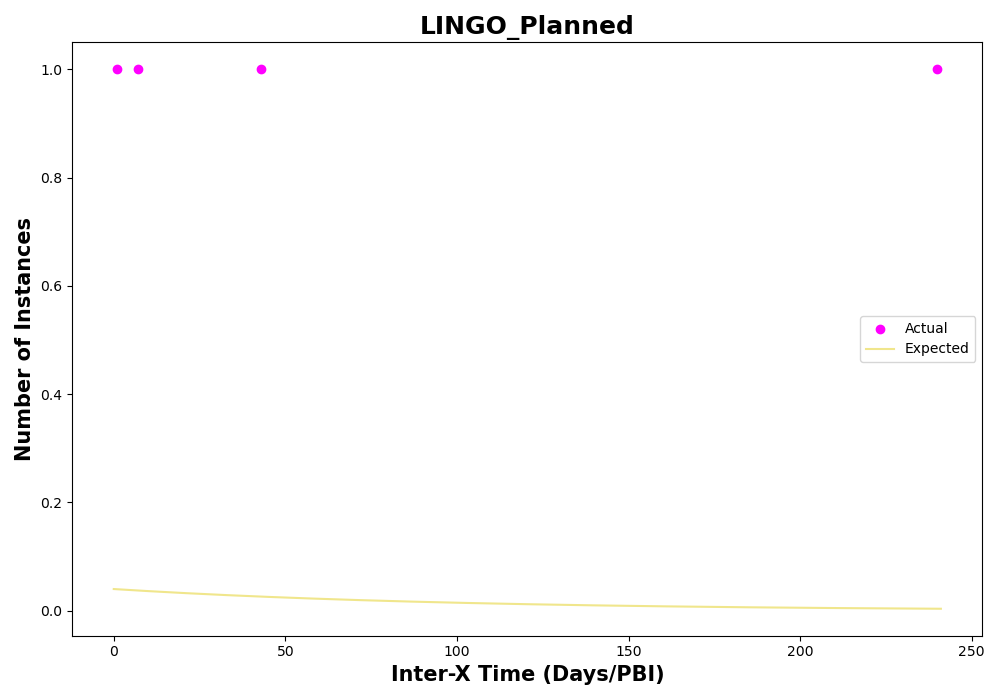 LINGO_Planned
1.0
0.8
0.6
0.4
0.2
0.0
Number of Instances
Actual
Expected
0 50 100 150 200 250
Inter-X Time (Days/PBI)